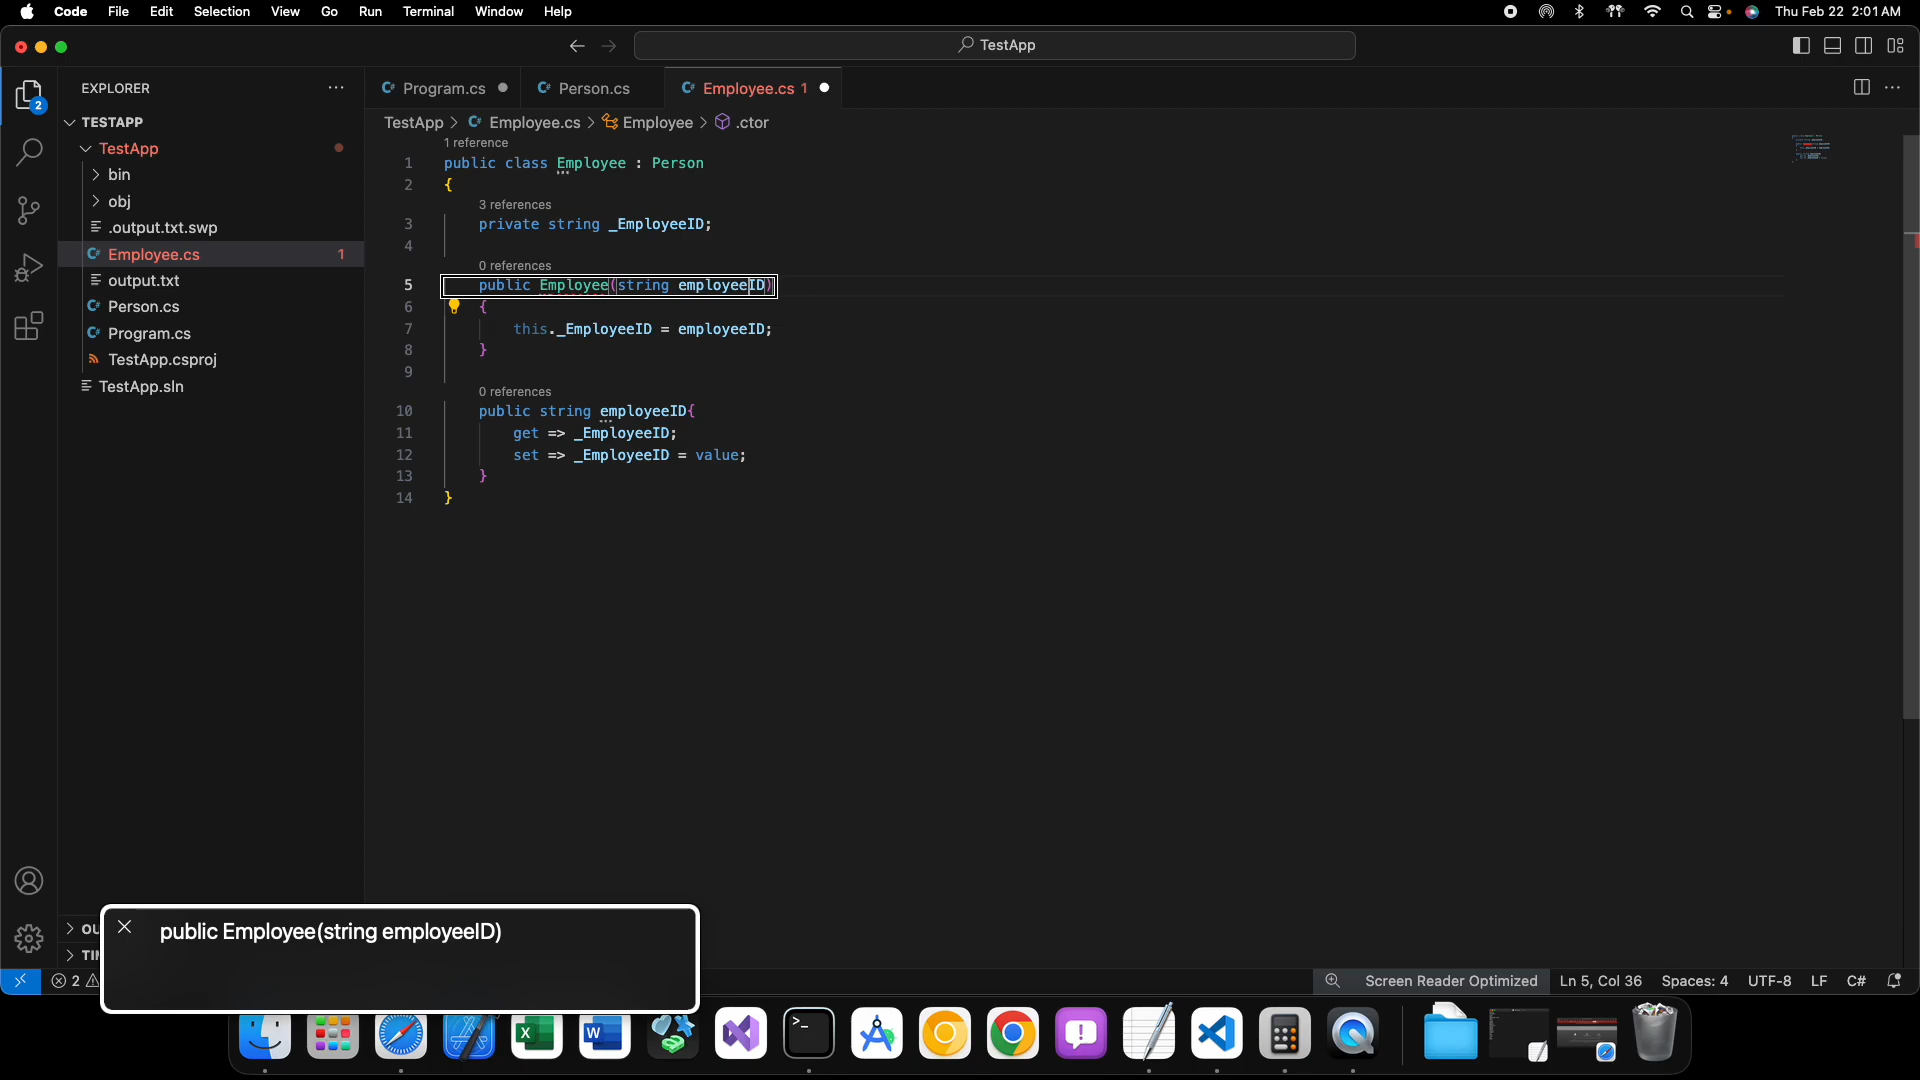 Code File Edit Selection View Go Run Terminal Window Help Thu Feb 22 2:01 AM
TestApp
EXPLORER
2
TESTAPP
TestApp
bin
obj
.output.txt.swp
Employee.cs 1
output.txt
Person.cs
Program.cs
TestApp.csproj
TestApp.sln
Program.cs Person.cs Employee.cs 1
TestApp > Employee.cs > Employee > .ctor
1 reference
1 public class Employee : Person
2 {
3 references
3 private string _EmployeeID;
4
0 references
5 public Employee(string employeeID)
6 {
7 this._EmployeeID = employeeID;
8 }
9
0 references
10 public string employeeID{
11 get => _EmployeeID;
12 set => _EmployeeID = value;
13 }
14 }
public Employee(string employeeID)
2 Screen Reader Optimized Ln 5, Col 36 Spaces: 4 UTF-8 LF C#